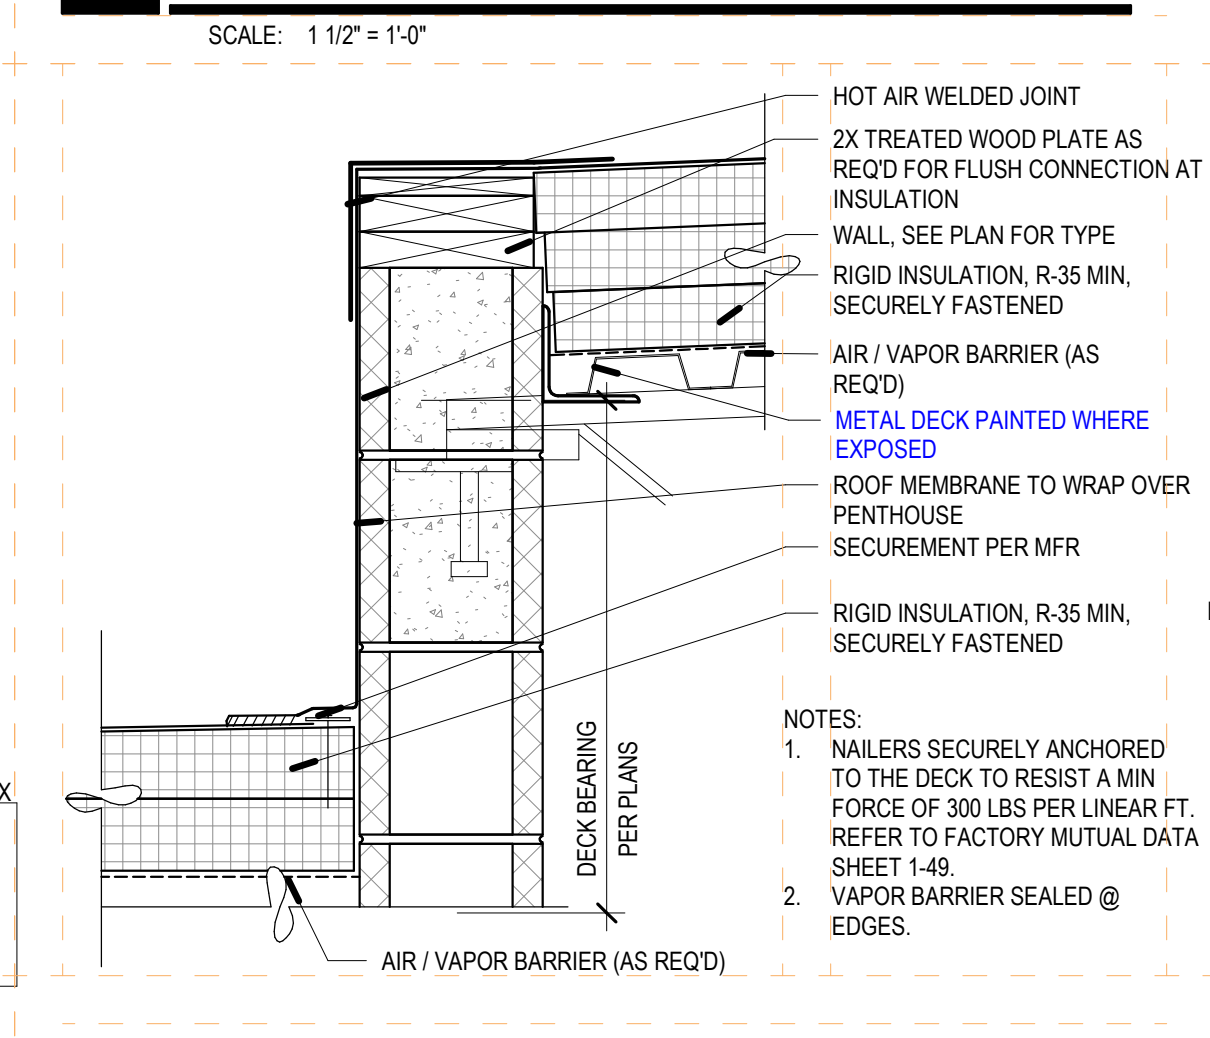 SCALE: 1 1/2" = 1'-0"
HOT AIR WELDED JOINT
2X TREATED WOOD PLATE AS
REQ'D FOR FLUSH CONNECTION AT
INSULATION
WALL, SEE PLAN FOR TYPE
RIGID INSULATION, R-35 MIN,
SECURELY FASTENED
AIR / VAPOR BARRIER (AS
REQ'D)
METAL DECK PAINTED WHERE
EXPOSED
ROOF MEMBRANE TO WRAP OVER
PENTHOUSE
SECUREMENT PER MFR
RIGID INSULATION, R-35 MIN,
SECURELY FASTENED
DECK BEARING
PER PLANS
NOTES:
1. NAILERS SECURELY ANCHORED
TO THE DECK TO RESIST A MIN
FORCE OF 300 LBS PER LINEAR FT.
REFER TO FACTORY MUTUAL DATA
SHEET 1-49.
2. VAPOR BARRIER SEALED @
EDGES.
AIR / VAPOR BARRIER (AS REQ'D)
X